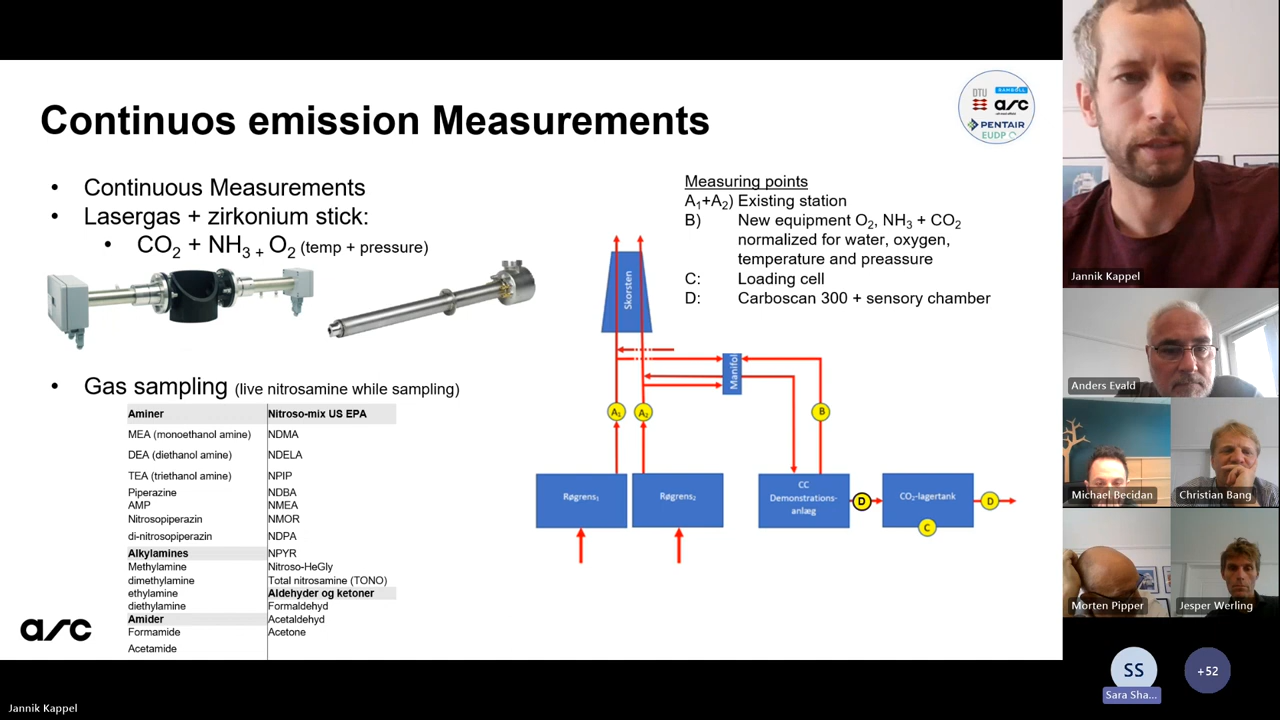 Continuos emission Measurements
DTU
RAMBOLL
arc
PENTAIR
EUDP
• Continuous Measurements
• Lasergas + zirkonium stick:
• CO2 + NH3 + O2 (temp + pressure)
Measuring points
A1+A2) Existing station
B) New equipment O2, NH3 + CO2
normalized for water, oxygen,
temperature and preassure
C: Loading cell
D: Carboscan 300 + sensory chamber
• Gas sampling (live nitrosamine while sampling)
Aminer Nitroso-mix US EPA
MEA (monoethanol amine) NDMA
DEA (diethanol amine) NDELA
TEA (triethanol amine) NPIP
Piperazine NDBA
AMP NMEA
Nitrosopiperazin NMOR
di-nitrosopiperazin NDPA
Alkylamines NPYR
Methylamine Nitroso-HeGly
dimethylamine Total nitrosamine (TONO)
ethylamine Aldehyder og ketoner
diethylamine Formaldehyd
Amider Acetaldyd
Formamide Acetone
Acetamide
Skorsten
Manifol
A1
A2
B
Røgrens1
Røgrens2
CC
Demonstrations-
anlæg
D
CO2-lagertank
D
C
arc
Jannik Kappel
Jannik Kappel
Anders Evald
Michael Becidan
Christian Bang
Morten Pipper
Jesper Werling
SS
Sara Sha...
+52